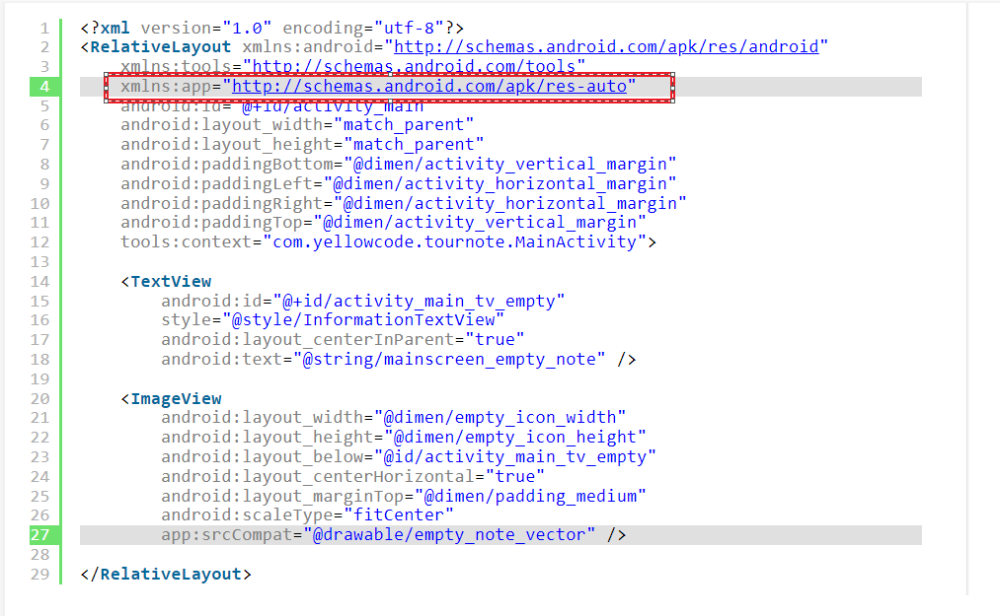 1 <?xml version="1.0" encoding="utf-8"?>
2 <RelativeLayout xmlns:android="http://schemas.android.com/apk/res/android"
3     xmlns:tools="http://schemas.android.com/tools"
4     xmlns:app="http://schemas.android.com/apk/res-auto"
5     android:id="@+id/activity_main"
6     android:layout_width="match_parent"
7     android:layout_height="match_parent"
8     android:paddingBottom="@dimen/activity_vertical_margin"
9     android:paddingLeft="@dimen/activity_horizontal_margin"
10     android:paddingRight="@dimen/activity_horizontal_margin"
11     android:paddingTop="@dimen/activity_vertical_margin"
12     tools:context="com.yellowcode.tournote.MainActivity">
13
14     <TextView
15         android:id="@+id/activity_main_tv_empty"
16         style="@style/InformationTextView"
17         android:layout_centerInParent="true"
18         android:text="@string/mainscreen_empty_note" />
19
20     <ImageView
21         android:layout_width="@dimen/empty_icon_width"
22         android:layout_height="@dimen/empty_icon_height"
23         android:layout_below="@id/activity_main_tv_empty"
24         android:layout_centerHorizontal="true"
25         android:layout_marginTop="@dimen/padding_medium"
26         android:scaleType="fitCenter"
27         app:srcCompat="@drawable/empty_note_vector" />
28
29 </RelativeLayout>